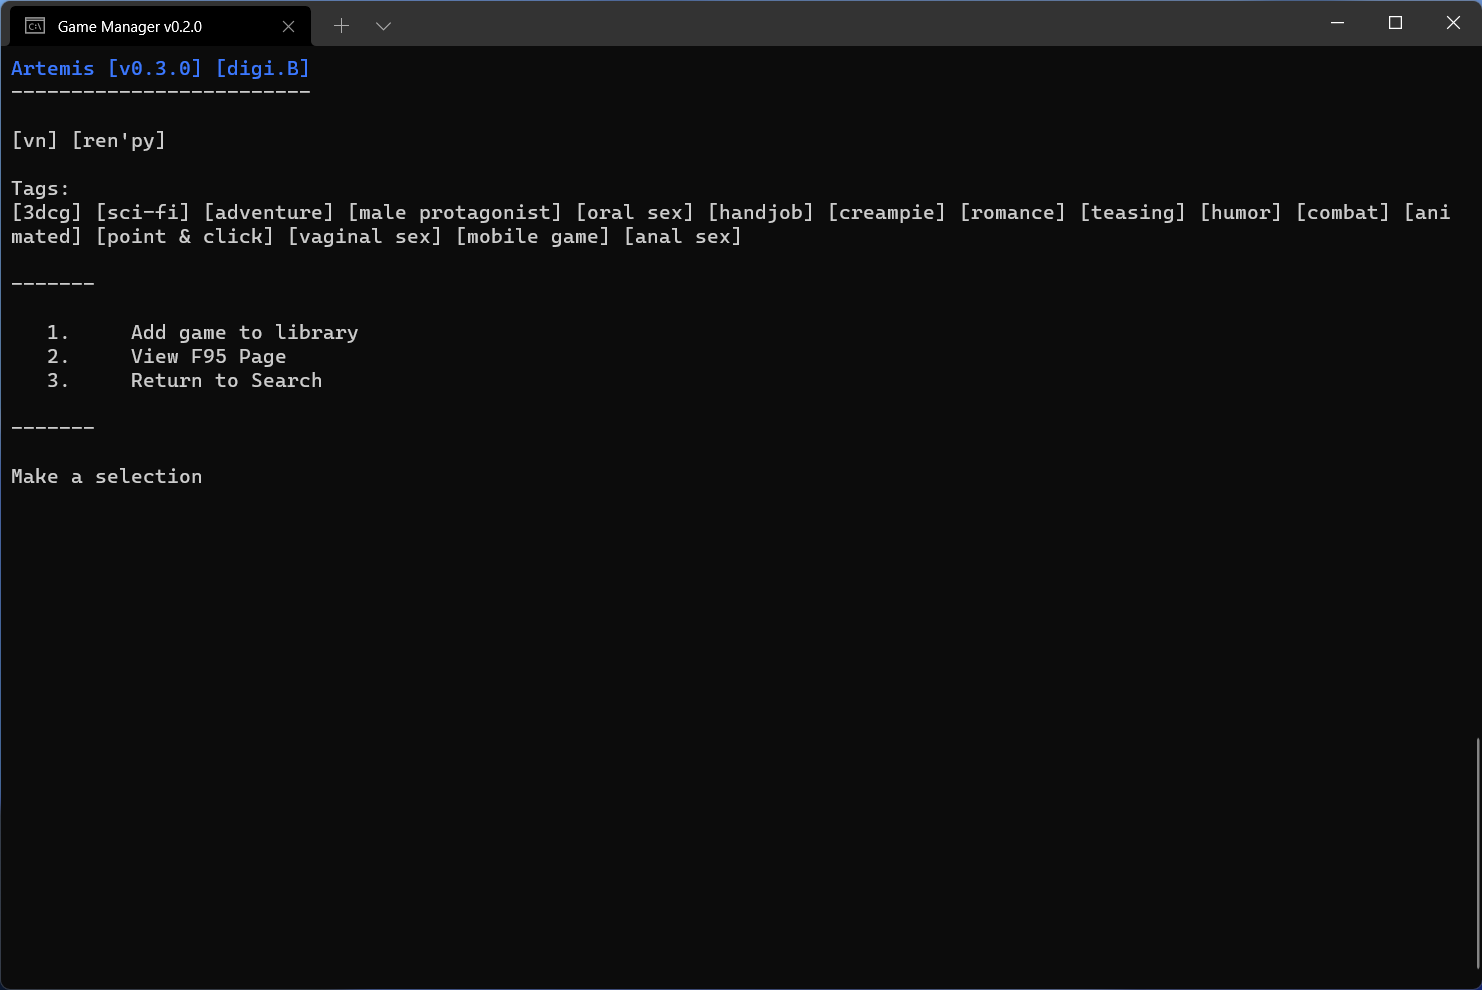 Game Manager v0.2.0
Artemis [v0.3.0] [digi.B]
-------------------------
[vn] [ren'py]
Tags:
[3dcg] [sci-fi] [adventure] [male protagonist] [oral sex] [handjob] [creampie] [romance] [teasing] [humor] [combat] [ani
mated] [point & click] [vaginal sex] [mobile game] [anal sex]
-------
1. Add game to library
2. View F95 Page
3. Return to Search
-------
Make a selection